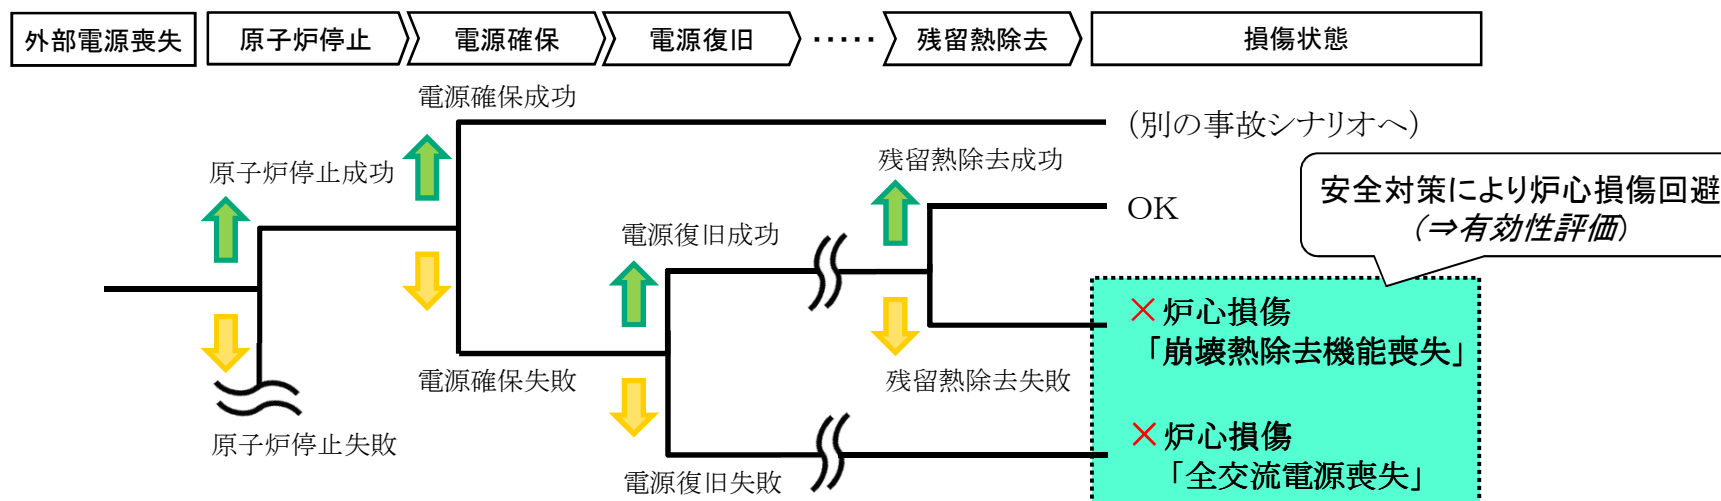 外部電源喪失
原子炉停止
電源確保
電源復旧
・・・・・
残留熱除去
損傷状態
電源確保成功
(別の事故シナリオへ)
原子炉停止成功
残留熱除去成功
安全対策により炉心損傷回避
(⇒有効性評価)
OK
電源復旧成功
×炉心損傷
「崩壊熱除去機能喪失」
電源確保失敗
残留熱除去失敗
原子炉停止失敗
×炉心損傷
「全交流電源喪失」
電源復旧失敗